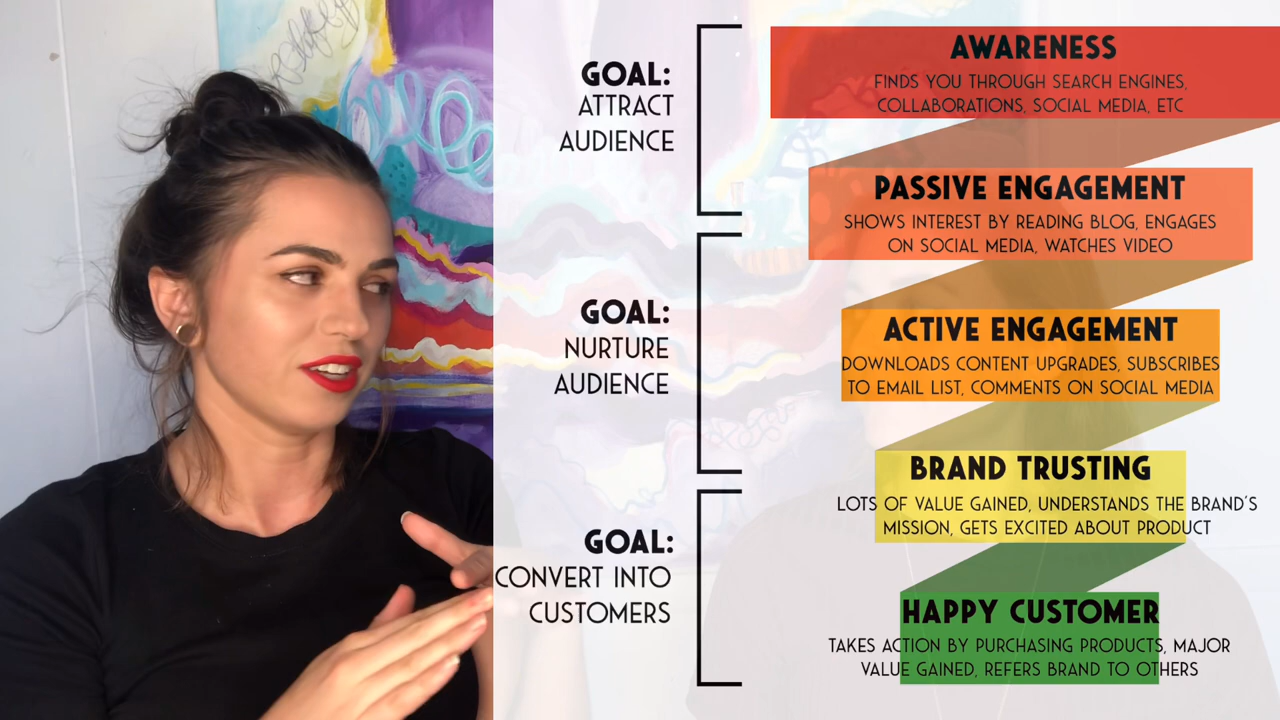 GOAL:
ATTRACT
AUDIENCE
AWARENESS
FINDS YOU THROUGH SEARCH ENGINES,
COLLABORATIONS, SOCIAL MEDIA, ETC
PASSIVE ENGAGEMENT
SHOWS INTEREST BY READING BLOG, ENGAGES
ON SOCIAL MEDIA, WATCHES VIDEO
GOAL:
NURTURE
AUDIENCE
ACTIVE ENGAGEMENT
DOWNLOADS CONTENT UPGRADES, SUBSCRIBES
TO EMAIL LIST, COMMENTS ON SOCIAL MEDIA
BRAND TRUSTING
LOTS OF VALUE GAINED, UNDERSTANDS THE BRAND'S
MISSION, GETS EXCITED ABOUT PRODUCT
GOAL:
CONVERT INTO
CUSTOMERS
HAPPY CUSTOMER
TAKES ACTION BY PURCHASING PRODUCTS, MAJOR
VALUE GAINED, REFERS BRAND TO OTHERS